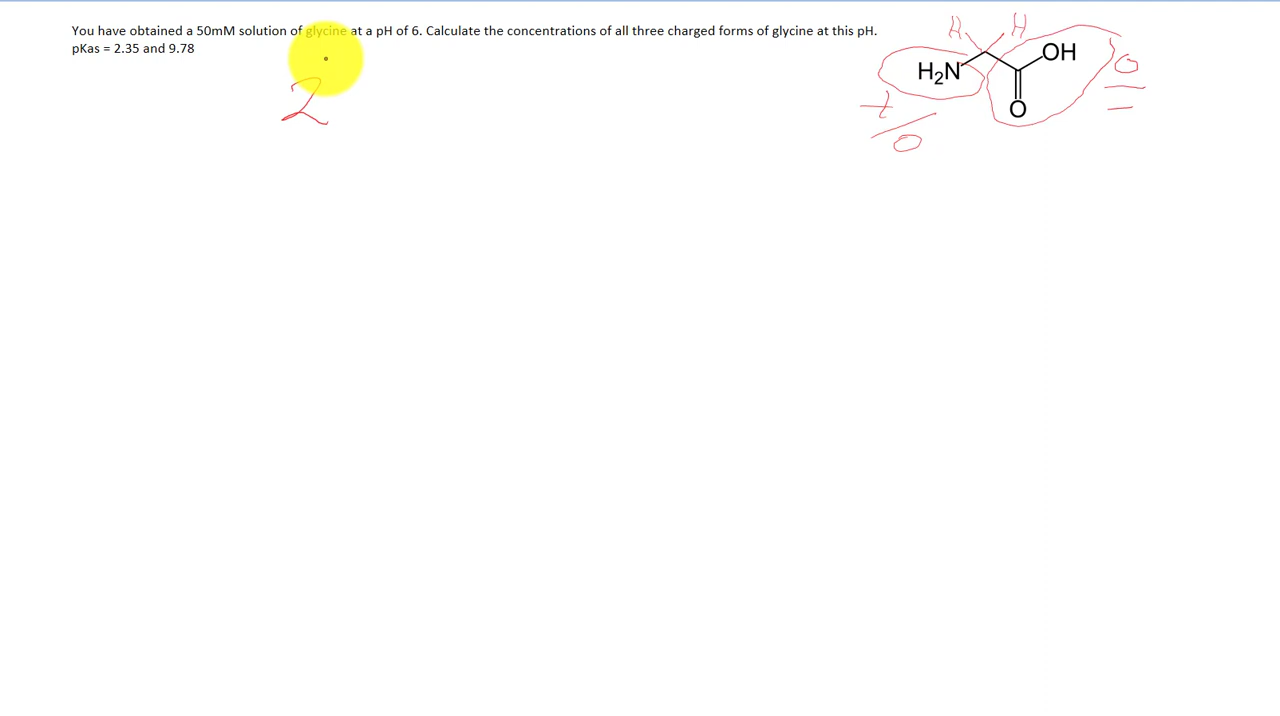 You have obtained a 50mM solution of glycine at a pH of 6. Calculate the concentrations of all three charged forms of glycine at this pH.
pKas = 2.35 and 9.78
H H
H₂N OH
O
+
0
0
−
2